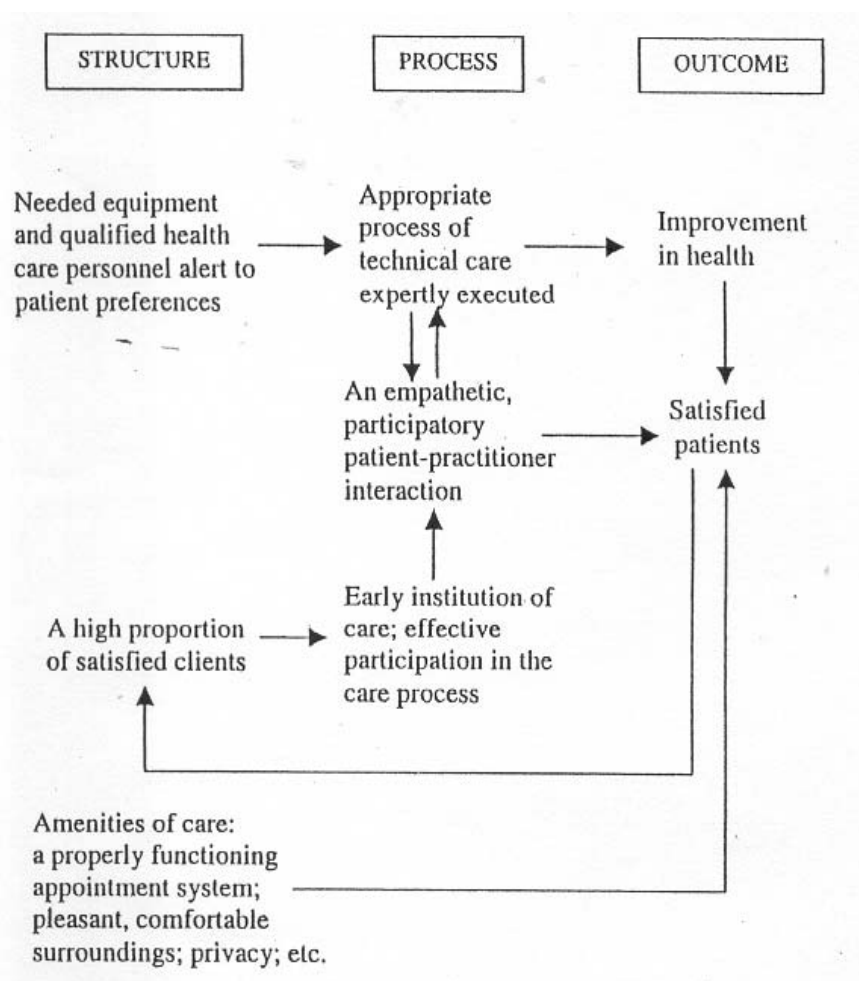 STRUCTURE
PROCESS
OUTCOME
Needed equipment
and qualified health
care personnel alert to
patient preferences
Appropriate
process of
technical care
expertly executed
Improvement
in health
An empathetic,
participatory
patient-practitioner
interaction
Satisfied
patients
A high proportion
of satisfied clients
Early institution of
care; effective
participation in the
care process
Amenities of care:
a properly functioning
appointment system;
pleasant, comfortable
surroundings; privacy; etc.